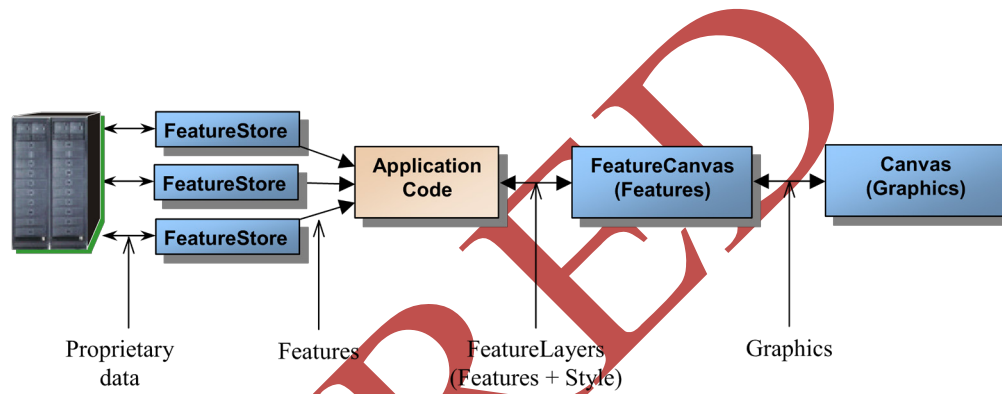 FeatureStore
FeatureStore
FeatureStore
Application
Code
FeatureCanvas
(Features)
Canvas
(Graphics)
Proprietary
data
Features
FeatureLayers
(Features + Style)
Graphics